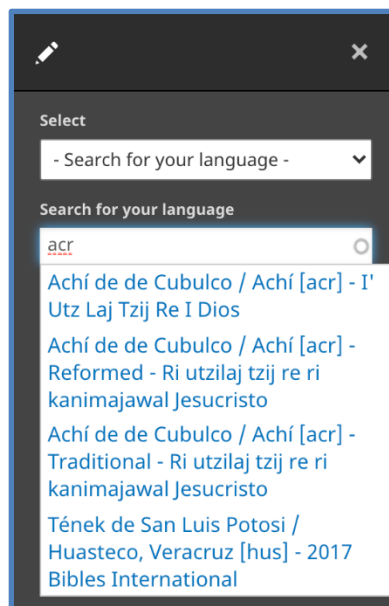 Select
- Search for your language -
Search for your language
acr
Achí de de Cubulco / Achí [acr] - I'
Utz Laj Tzij Re I Dios
Achí de de Cubulco / Achí [acr] -
Reformed - Ri utzilaj tzij re ri
kanimajawal Jesucristo
Achí de de Cubulco / Achí [acr] -
Traditional - Ri utzilaj tzij re ri
kanimajawal Jesucristo
Tének de San Luis Potosi /
Huasteco, Veracruz [hus] - 2017
Bibles International